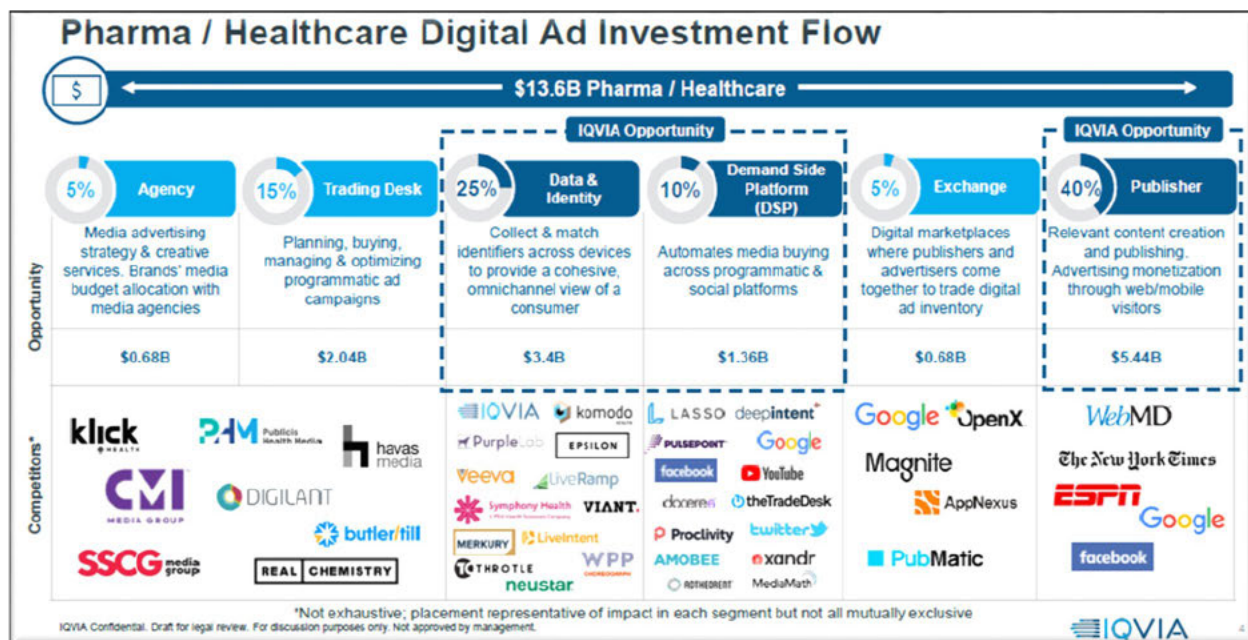 Pharma / Healthcare Digital Ad Investment Flow
$
$13.6B Pharma / Healthcare
IQVIA Opportunity
IQVIA Opportunity
5%
Agency
15%
Trading Desk
25%
Data &
Identity
10%
Demand Side
Platform
(DSP)
5%
Exchange
40%
Publisher
Opportunity
Media advertising
strategy & creative
services. Brands' media
budget allocation with
media agencies
Planning, buying,
managing & optimizing
programmatic ad
campaigns
Collect & match
identifiers across devices
to provide a cohesive,
omnichannel view of a
consumer
Automates media buying
across programmatic &
social platforms
Digital marketplaces
where publishers and
advertisers come
together to trade digital
ad inventory
Relevant content creation
and publishing.
Advertising monetization
through web/mobile
visitors
$0.68B
$2.04B
$3.4B
$1.36B
$0.68B
$5.44B
Competitors*
klick
HEALTH
CMI
MEDIA GROUP
SSCG media
group
PHM Publicis
Health Media
havas
media
DIGILANT
butler/till
REAL CHEMISTRY
IQVIA
komodo
HEALTH
PurpleLab
EPSILON
veeva
LiveRamp
Symphony Health
VIANT.
MERKURY
LiveIntent
THROTLE
WPP
CHOREOGRAPH
neustar
LASSO
deepintent
PULSEPOINT
Google
facebook
YouTube
doceree
theTradeDesk
Proclivity
twitter
AMOBEE
xandr
MediaMath
Google
OpenX
Magnite
AppNexus
PubMatic
WebMD
The New York Times
ESPN
Google
facebook
*Not exhaustive; placement representative of impact in each segment but not all mutually exclusive
IQVIA Confidential. Draft for legal review. For discussion purposes only. Not approved by management.
IQVIA
4